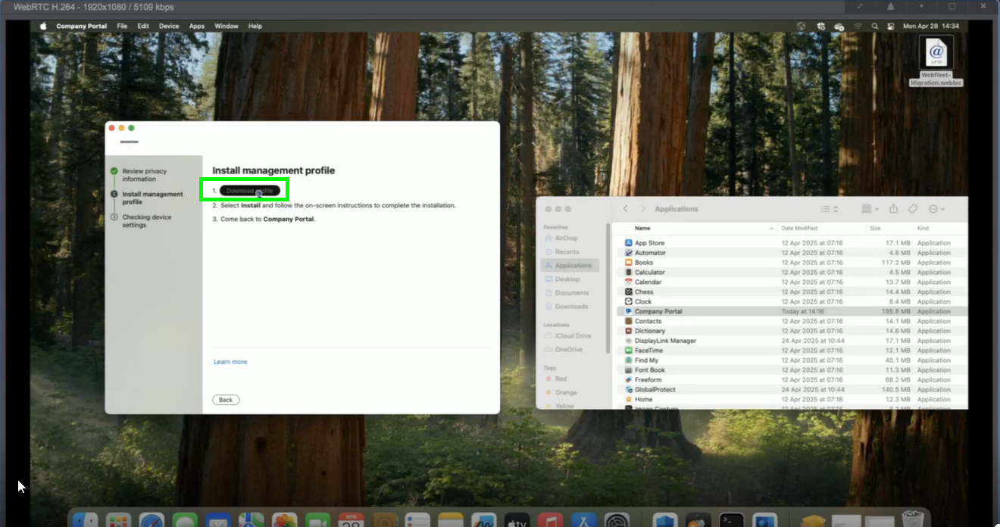 WebRTC H.264 - 1920x1080 / 5109 kbps
Company Portal File Edit Device Apps Window Help
Mon Apr 28 14:34
HTTP
Webfleet-
Migration.webloc
Review privacy
information
2 Install management
profile
3 Checking device
settings
Install management profile
1. Download profile
2. Select Install and follow the on-screen instructions to complete the installation.
3. Come back to Company Portal.
Learn more
Back
Applications
Favorites
AirDrop
Recents
Applications
Desktop
Documents
Downloads
Locations
iCloud Drive
OneDrive
Tags
Red
Orange
Yellow
Name Date Modified Size Kind
App Store 12 Apr 2025 at 07:16 17.1 MB Application
Automator 12 Apr 2025 at 07:16 4.8 MB Application
Books 12 Apr 2025 at 07:16 117.2 MB Application
Calculator 12 Apr 2025 at 07:16 4.5 MB Application
Calendar 12 Apr 2025 at 07:16 13.7 MB Application
Chess 12 Apr 2025 at 07:16 14.4 MB Application
Clock 12 Apr 2025 at 07:16 8.4 MB Application
Company Portal Today at 14:16 195.8 MB Application
Contacts 12 Apr 2025 at 07:16 14.1 MB Application
Dictionary 12 Apr 2025 at 07:16 14.6 MB Application
DisplayLink Manager 24 Apr 2025 at 10:44 17.1 MB Application
FaceTime 12 Apr 2025 at 07:16 12.1 MB Application
Find My 12 Apr 2025 at 07:16 40.1 MB Application
Font Book 12 Apr 2025 at 07:16 11.3 MB Application
Freeform 12 Apr 2025 at 07:16 68.2 MB Application
GlobalProtect 24 Apr 2025 at 10:44 140.5 MB Application
Home 12 Apr 2025 at 07:16 12.3 MB Application
Image Capture 12 Apr 2025 at 07:16 3.2 MB Application
APR
28
tv